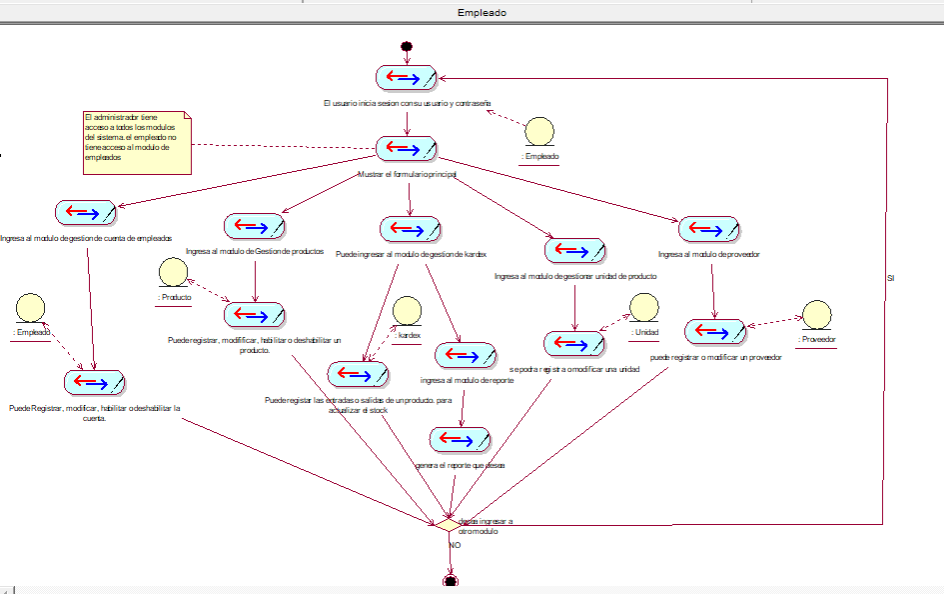 Empleado
El usuario inicia sesion con su usuario y contraseña
El administrador tiene
acceso a todos los modulos
del sistema. el empleado no
tiene acceso al modulo de
empleados
: Empleado
Mustrar el formulario principal
Ingresa al modulo de gestion de cuenta de empleados
Ingresa al modulo de Gestion de productos
Puede ingresar al modulo de gestion de kardex
Ingresa al modulo de gestionar unidad de producto
Ingresa al modulo de proveedor
SI
: Producto
: Empleado
: kardex
: Unidad
: Proveedor
Puede registrar, modilificar, habilitar o deshabilitar un
producto.
se podra registra o modificar una unidad
puede registrar o modificar un proveedor
ingresa al modulo de reporte
Puede registrar las entradas o salidas de un producto. para
actualizar el stock
Puede Registrar, modificar, habilitar o deshabilitar la
cuenta.
genera el reporte que desea
desea ingresar a
otro modulo
NO